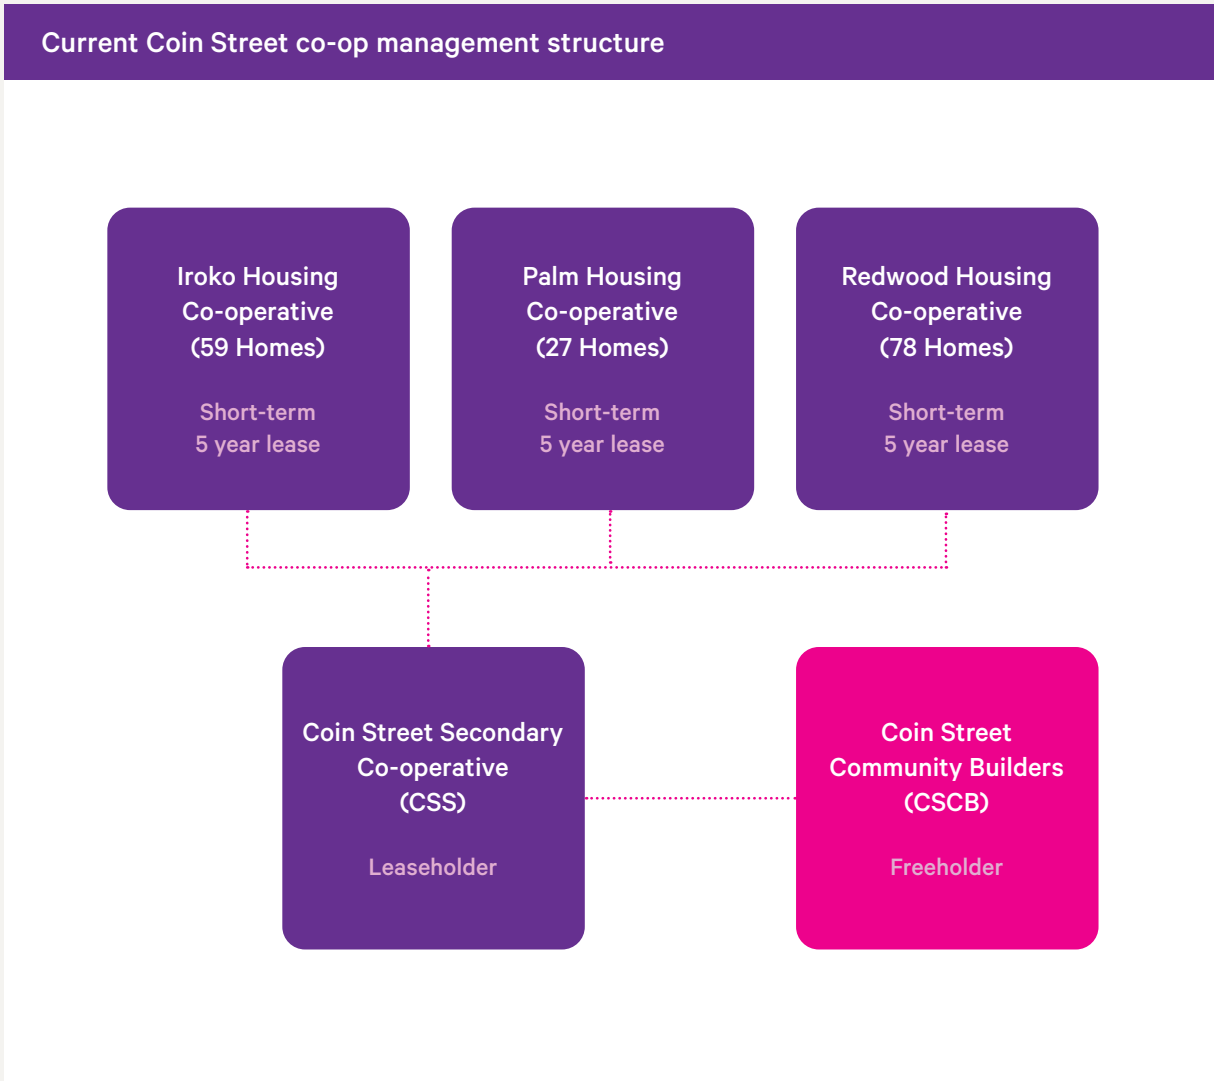 Current Coin Street co-op management structure
Iroko Housing
Co-operative
(59 Homes)
Short-term
5 year lease
Palm Housing
Co-operative
(27 Homes)
Short-term
5 year lease
Redwood Housing
Co-operative
(78 Homes)
Short-term
5 year lease
Coin Street Secondary
Co-operative
(CSS)
Leaseholder
Coin Street
Community Builders
(CSCB)
Freeholder